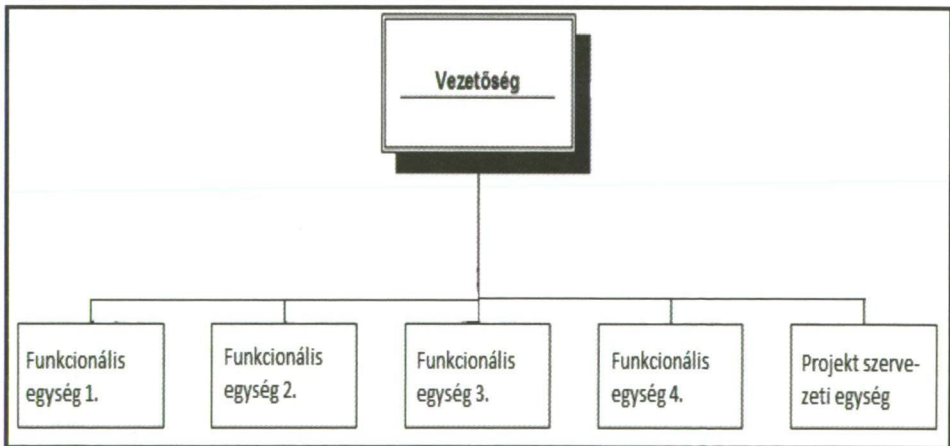 Vezetőség
Funkcionális
egység 1.
Funkcionális
egység 2.
Funkcionális
egység 3.
Funkcionális
egység 4.
Projekt szerve-
zeti egység